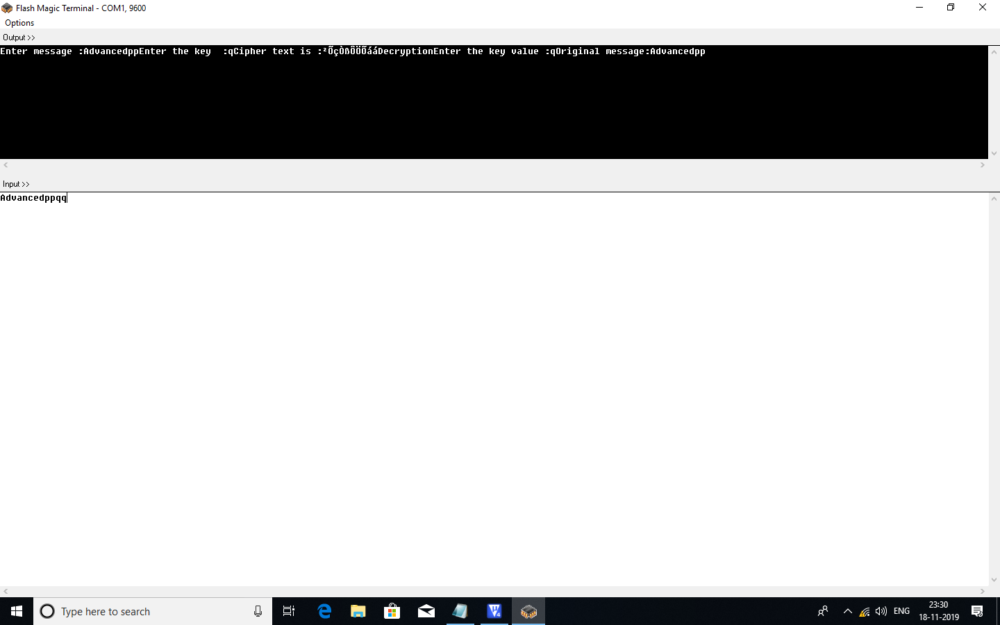 Flash Magic Terminal - COM1, 9600
Options
Output >>
Enter message :AdvancedppEnter the key  :qCipher text is :²ÕçÒßÔÖÕááDecryptionEnter the key value :qOriginal message:Advancedpp
Input >>
Advancedppqq
Type here to search
ENG
23:30
18-11-2019